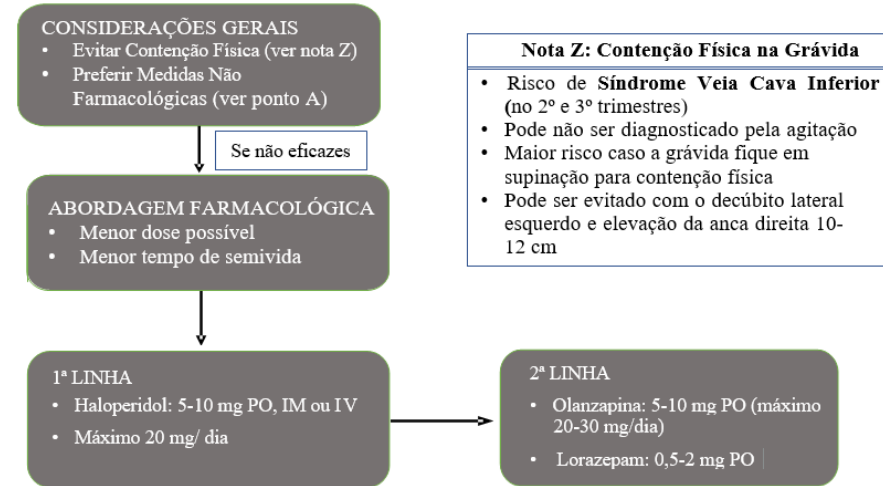 CONSIDERAÇÕES GERAIS
• Evitar Contenção Física (ver nota Z)
• Preferir Medidas Não
Farmacológicas (ver ponto A)
Se não eficazes
ABORDAGEM FARMACOLÓGICA
• Menor dose possível
• Menor tempo de semivida
1ª LINHA
• Haloperidol: 5-10 mg PO, IM ou IV
• Máximo 20 mg/ dia
2ª LINHA
• Olanzapina: 5-10 mg PO (máximo
20-30 mg/dia)
• Lorazepam: 0,5-2 mg PO
Nota Z: Contenção Física na Grávida
• Risco de Síndrome Veia Cava Inferior
(no 2º e 3º trimestres)
• Pode não ser diagnosticado pela agitação
• Maior risco caso a grávida fique em
supinação para contenção física
• Pode ser evitado com o decúbito lateral
esquerdo e elevação da anca direita 10-
12 cm